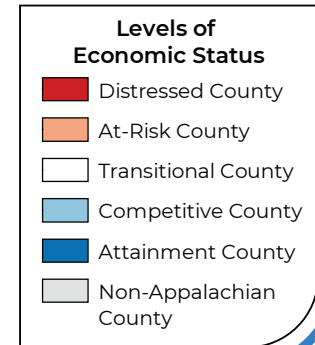 Levels of
Economic Status
Distressed County
At-Risk County
Transitional County
Competitive County
Attainment County
Non-Appalachian
County